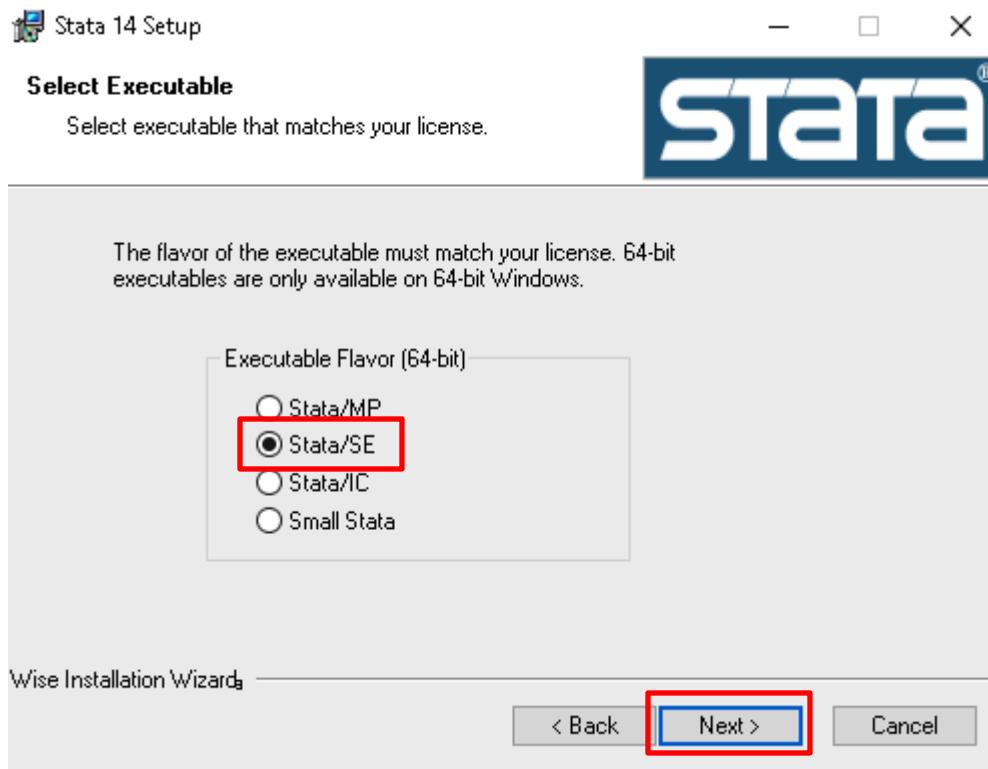 Stata 14 Setup
Select Executable
Select executable that matches your license.
STATA®
The flavor of the executable must match your license. 64-bit
executables are only available on 64-bit Windows.
Executable Flavor (64-bit)
Stata/MP
Stata/SE
Stata/IC
Small Stata
Wise Installation Wizard®
< Back
Next >
Cancel